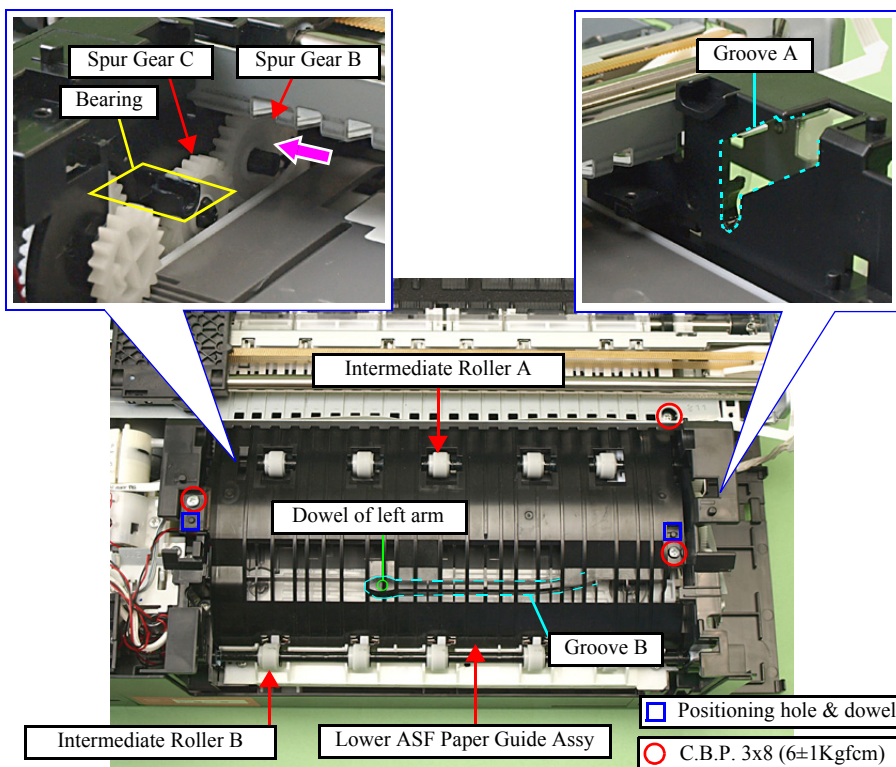 Spur Gear C
Spur Gear B
Bearing
Groove A
Intermediate Roller A
Dowel of left arm
Groove B
Intermediate Roller B
Lower ASF Paper Guide Assy
Positioning hole & dowel
C.B.P. 3x8 (6±1Kgfcm)